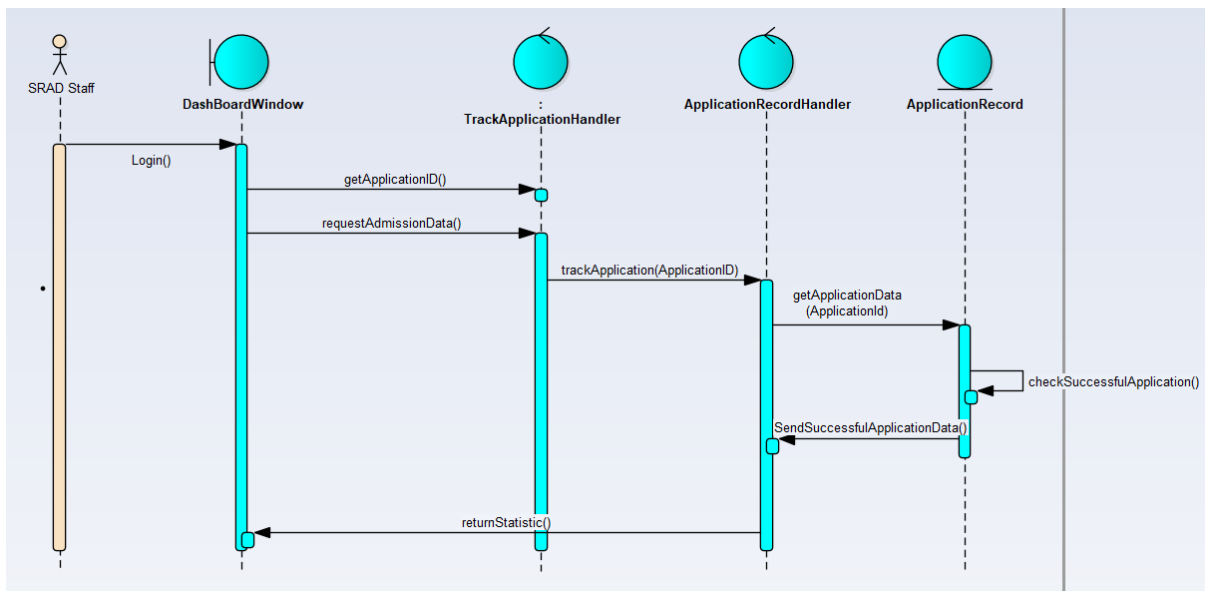 SRAD Staff
DashBoardWindow
:
TrackApplicationHandler
ApplicationRecordHandler
ApplicationRecord
Login()
getApplicationID()
requestAdmissionData()
trackApplication(ApplicationID)
getApplicationData
(ApplicationId)
checkSuccessfulApplication()
SendSuccessfulApplicationData()
returnStatistic()